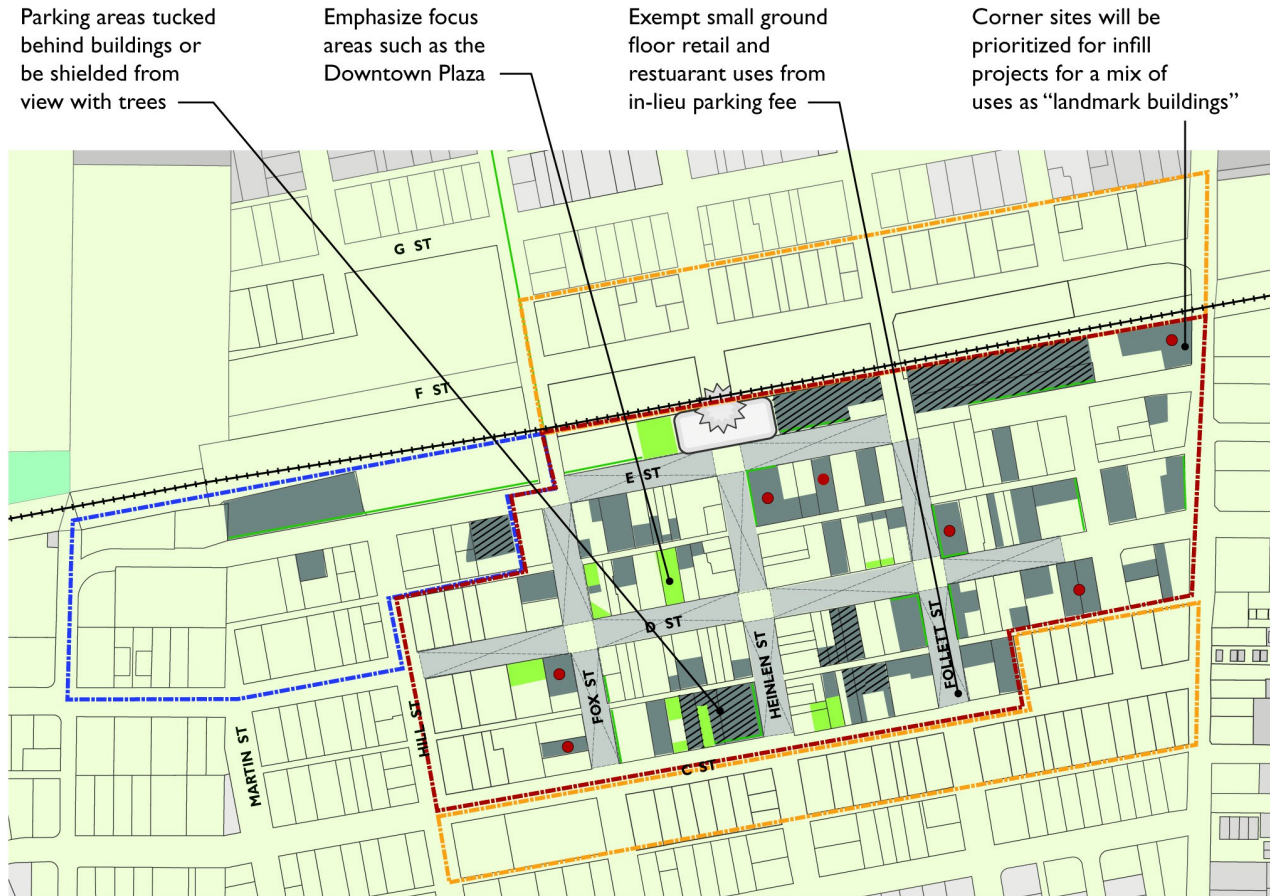 Parking areas tucked
behind buildings or
be shielded from
view with trees
Emphasize focus
areas such as the
Downtown Plaza
Exempt small ground
floor retail and
restuarant uses from
in-lieu parking fee
Corner sites will be
prioritized for infill
projects for a mix of
uses as “landmark buildings”
G ST
F ST
E ST
D ST
C ST
MARTIN ST
HILL ST
FOX ST
HEINLEN ST
FOLLETT ST